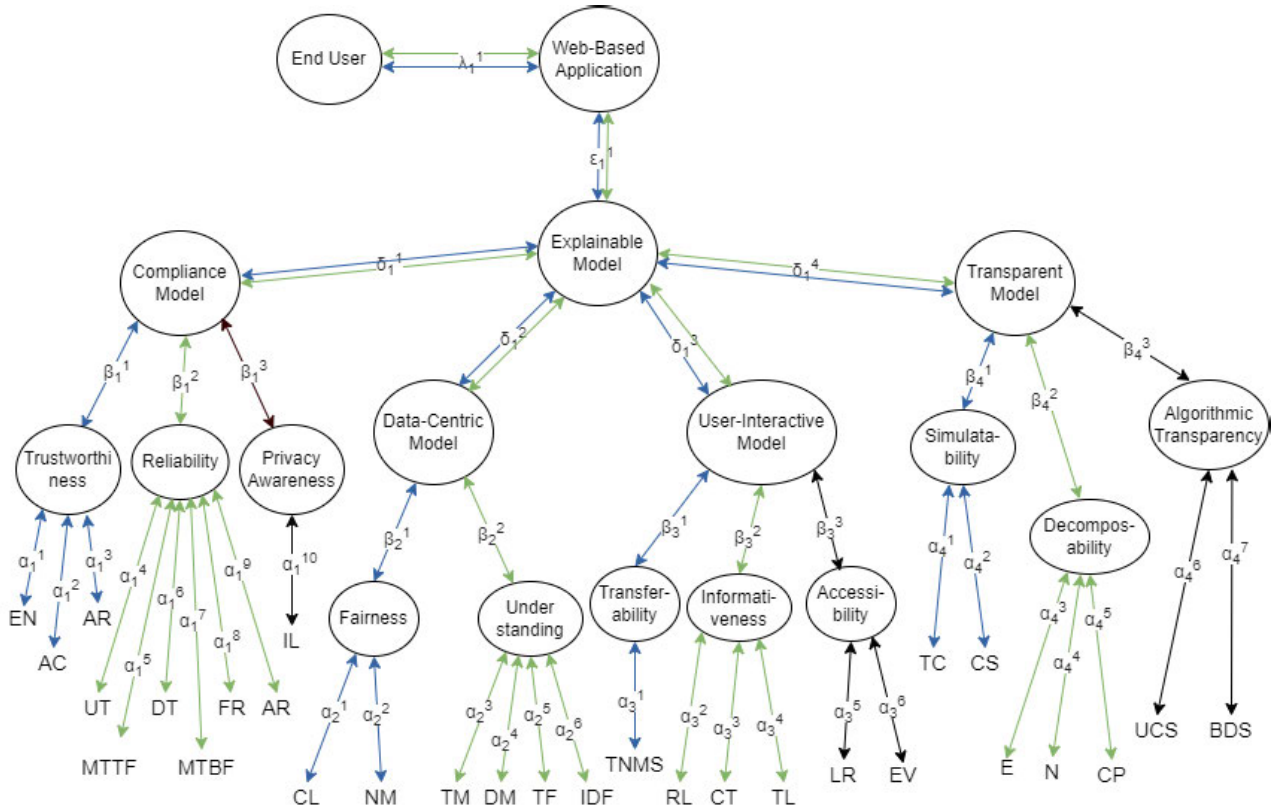 End User
Web-Based
Application
λ₁¹
ε₁¹
Explainable
Model
Compliance
Model
δ₁¹
δ₁⁴
Transparent
Model
δ₁²
δ₁³
β₁¹
β₁²
β₁³
β₄¹
β₄²
β₄³
Trustworthi
ness
Reliability
Privacy
Awareness
Data-Centric
Model
User-Interactive
Model
Simulata-
bility
Algorithmic
Transparency
β₂¹
β₂²
β₃¹
β₃²
β₃³
Decompos-
ability
α₁¹
α₁²
α₁³
α₁⁴
α₁⁵
α₁⁶
α₁⁷
α₁⁸
α₁⁹
α₁¹⁰
Fairness
Under
standing
Transfer-
ability
Informati-
veness
Accessi-
bility
α₄¹
α₄²
α₄³
α₄⁴
α₄⁵
α₄⁶
α₄⁷
EN
AC
AR
IL
TC
CS
UT
DT
FR
AR
MTTF
MTBF
α₂¹
α₂²
α₂³
α₂⁴
α₂⁵
α₂⁶
α₃¹
α₃²
α₃³
α₃⁴
α₃⁵
α₃⁶
UCS
BDS
CL
NM
TM
DM
TF
IDF
TNMS
RL
CT
TL
LR
EV
E
N
CP